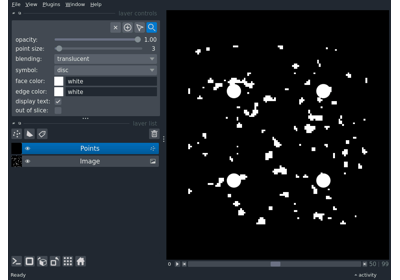 File View Plugins Window Help
layer controls
opacity: 1.00
point size: 3
blending: translucent
symbol: disc
face color: white
edge color: white
display text:
out of slice:
layer list
Points
Image
50 99
Ready activity